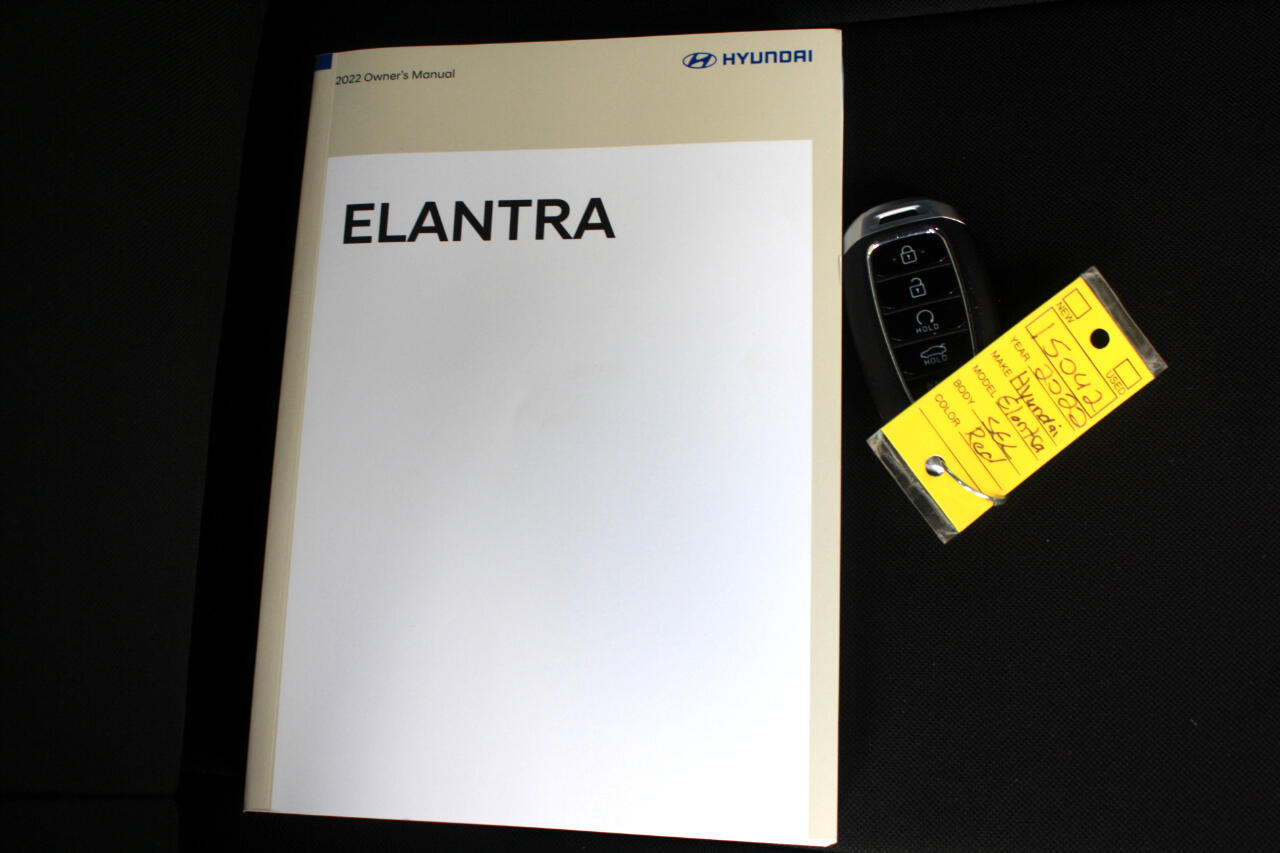 2022 Owner's Manual
HYUNDAI
ELANTRA
HOLD
HOLD
NEW
USED
15042
YEAR 2022
MAKE Hyundai
MODEL Elantra
BODY SEL
COLOR Red